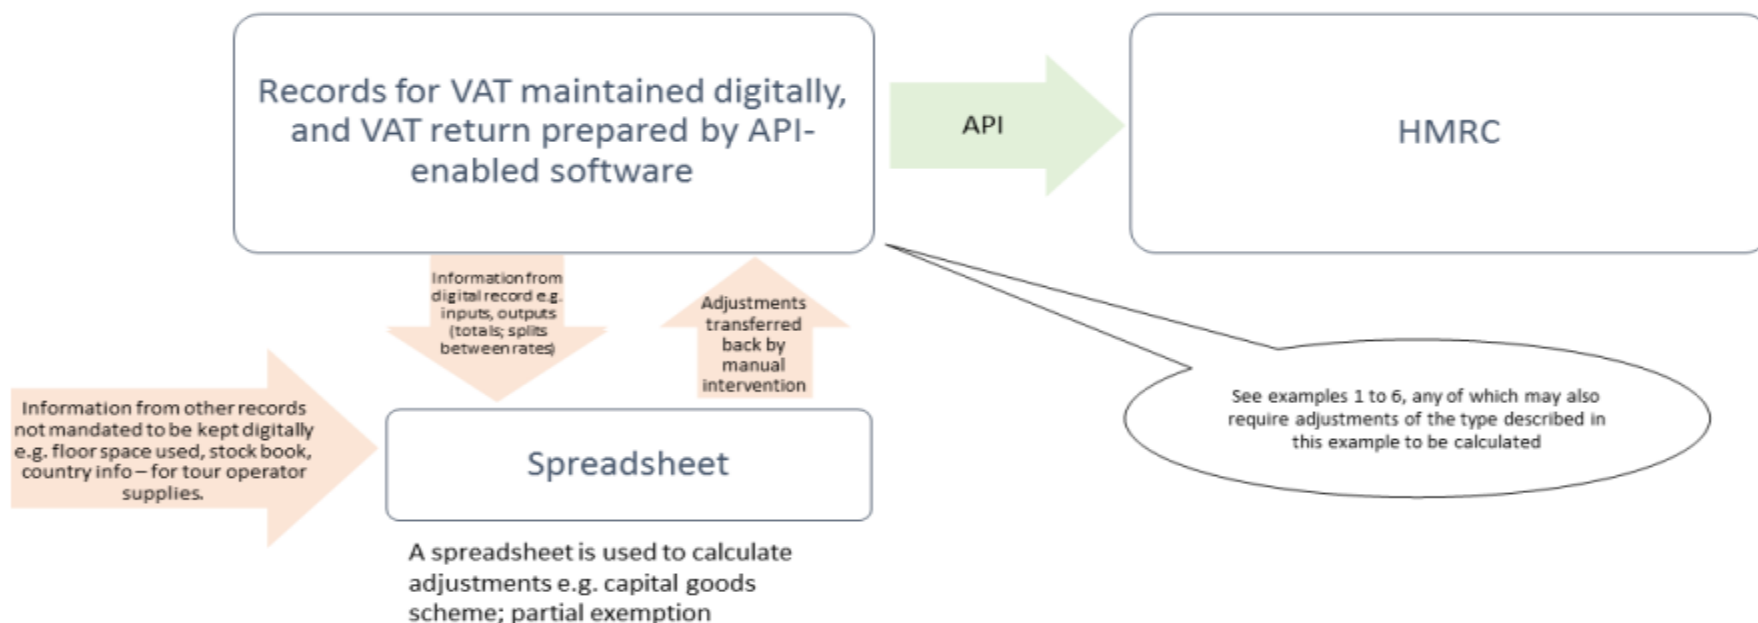 Records for VAT maintained digitally,
and VAT return prepared by API-
enabled software
API
HMRC
Information from
digital record e.g.
inputs, outputs
(totals; splits
between rates)
Adjustments
transferred
back by
manual
intervention
See examples 1 to 6, any of which may also
require adjustments of the type described in
this example to be calculated
Information from other records
not mandated to be kept digitally
e.g. floor space used, stock book,
country info – for tour operator
supplies.
Spreadsheet
A spreadsheet is used to calculate
adjustments e.g. capital goods
scheme; partial exemption